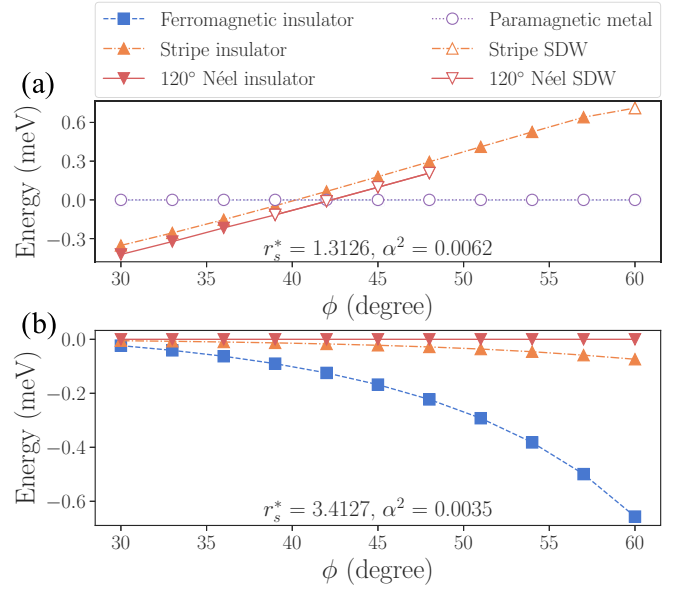 Ferromagnetic insulator Paramagnetic metal
Stripe insulator Stripe SDW
120° Néel insulator 120° Néel SDW
(a)
Energy (meV)
0.6
0.3
0.0
−0.3
r_s^* = 1.3126, α² = 0.0062
30 35 40 45 50 55 60
ϕ (degree)
(b)
Energy (meV)
0.0
−0.2
−0.4
−0.6
r_s^* = 3.4127, α² = 0.0035
30 35 40 45 50 55 60
ϕ (degree)